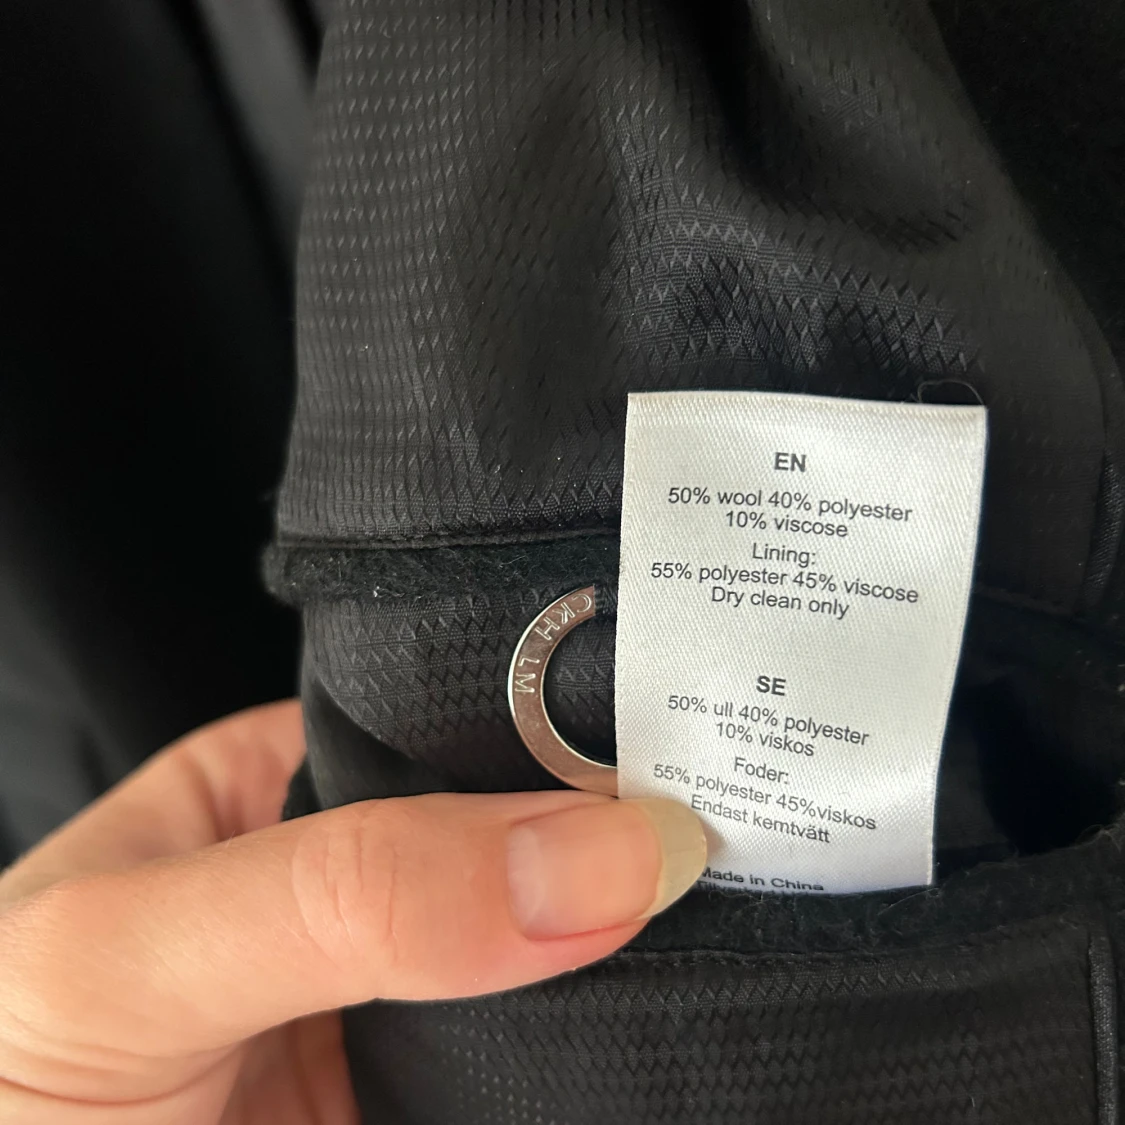 EN
50% wool 40% polyester
10% viscose
Lining:
55% polyester 45% viscose
Dry clean only
SE
50% ull 40% polyester
10% viskos
Foder:
55% polyester 45%viskos
Endast kemtvätt
Made in China
CKH LM